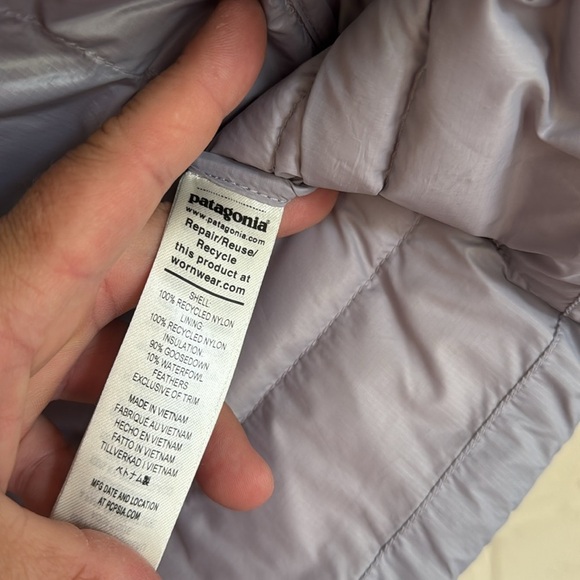 patagonia
www.patagonia.com
Repair/Reuse/
Recycle
this product at
wornwear.com
SHELL:
100% RECYCLED NYLON
LINING:
100% RECYCLED NYLON
INSULATION:
90% GOOSEDOWN
10% WATERFOWL
FEATHERS
EXCLUSIVE OF TRIM
MADE IN VIETNAM
FABRIQUÉ AU VIETNAM
HECHO EN VIETNAM
FATTO IN VIETNAM
TILLVERKAD I VIETNAM
ベトナム製
MFG DATE AND LOCATION
AT PCPSIA.COM